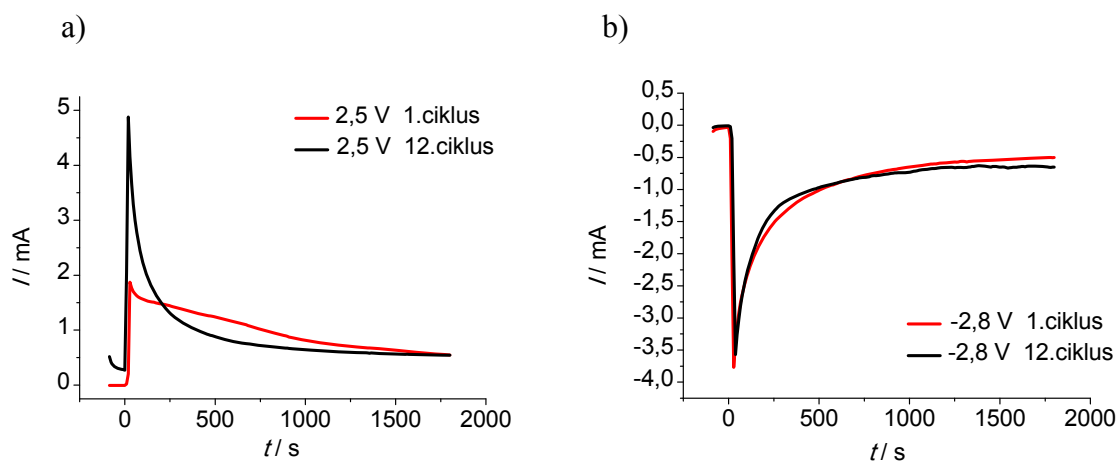 a)
5
4
3
2
1
0
I / mA
2,5 V 1.ciklus
2,5 V 12.ciklus
0 500 1000 1500 2000
t / s
b)
0,5
0,0
-0,5
-1,0
-1,5
-2,0
-2,5
-3,0
-3,5
-4,0
I / mA
-2,8 V 1.ciklus
-2,8 V 12.ciklus
0 500 1000 1500 2000
t / s